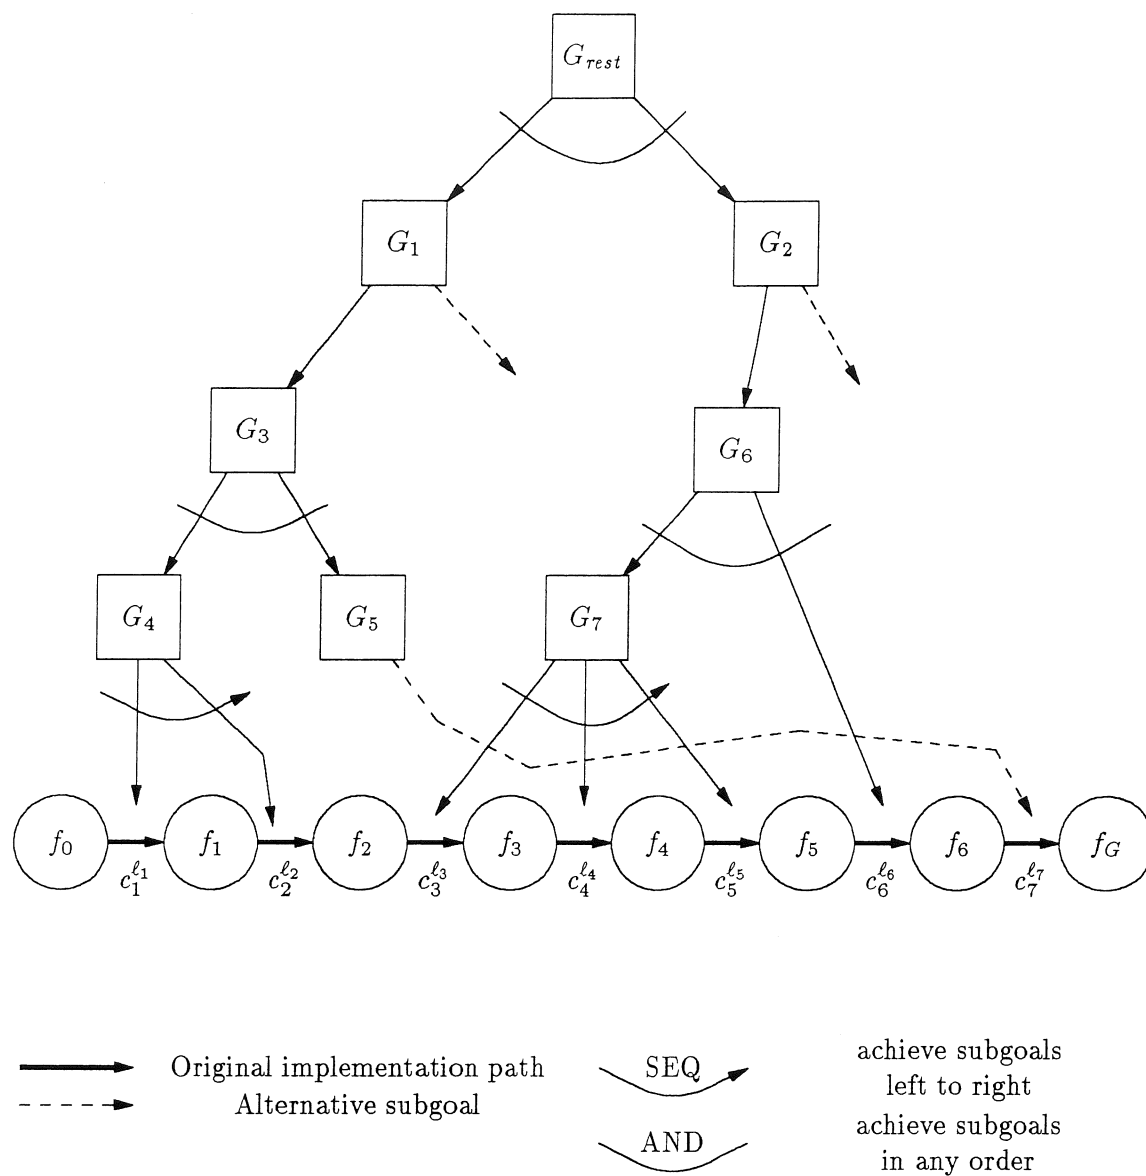 G_rest
G_1 G_2
G_3 G_6
G_4 G_5 G_7
f_0 f_1 f_2 f_3 f_4 f_5 f_6 f_G
c_1^{ℓ_1} c_2^{ℓ_2} c_3^{ℓ_3} c_4^{ℓ_4} c_5^{ℓ_5} c_6^{ℓ_6} c_7^{ℓ_7}
Original implementation path
Alternative subgoal
SEQ
achieve subgoals
left to right
AND
achieve subgoals
in any order